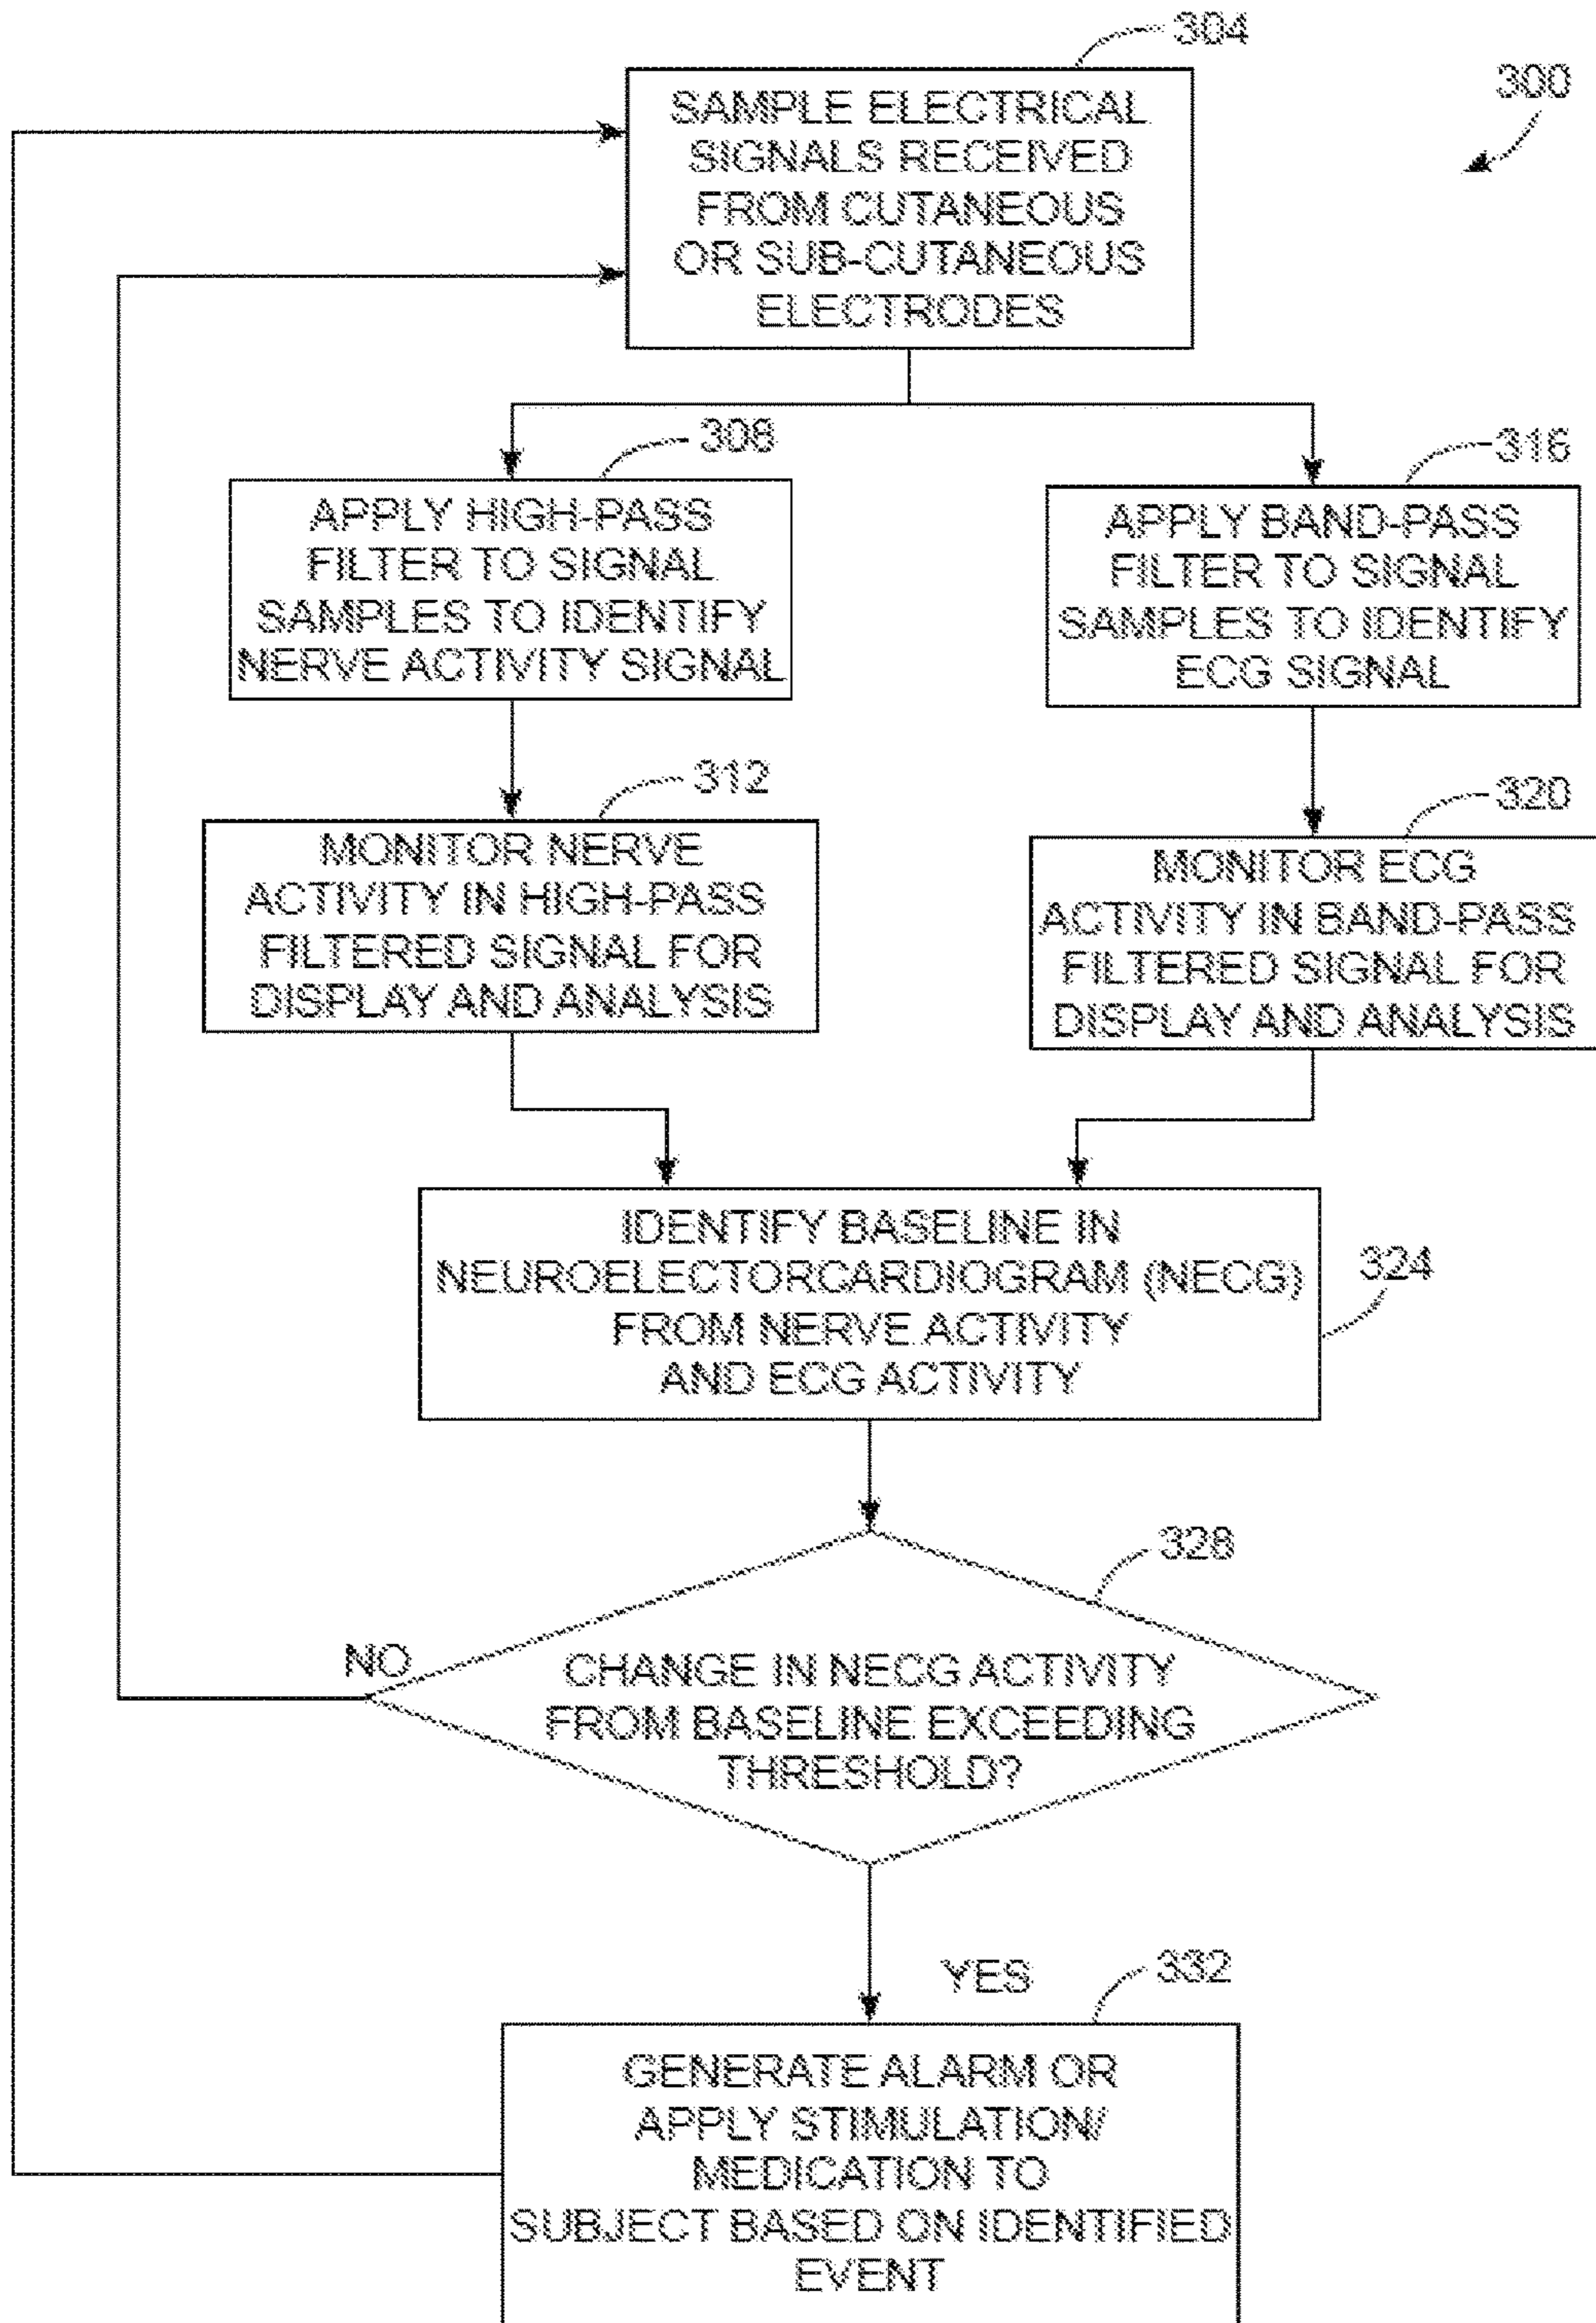 304
300
SAMPLE ELECTRICAL
SIGNALS RECEIVED
FROM CUTANEOUS
OR SUB-CUTANEOUS
ELECTRODES
308
APPLY HIGH-PASS
FILTER TO SIGNAL
SAMPLES TO IDENTIFY
NERVE ACTIVITY SIGNAL
316
APPLY BAND-PASS
FILTER TO SIGNAL
SAMPLES TO IDENTIFY
ECG SIGNAL
312
MONITOR NERVE
ACTIVITY IN HIGH-PASS
FILTERED SIGNAL FOR
DISPLAY AND ANALYSIS
320
MONITOR ECG
ACTIVITY IN BAND-PASS
FILTERED SIGNAL FOR
DISPLAY AND ANALYSIS
IDENTIFY BASELINE IN
NEUROELECTORCARDIOGRAM (NECG)
FROM NERVE ACTIVITY
AND ECG ACTIVITY
324
328
NO
CHANGE IN NECG ACTIVITY
FROM BASELINE EXCEEDING
THRESHOLD?
YES
332
GENERATE ALARM OR
APPLY STIMULATION/
MEDICATION TO
SUBJECT BASED ON IDENTIFIED
EVENT